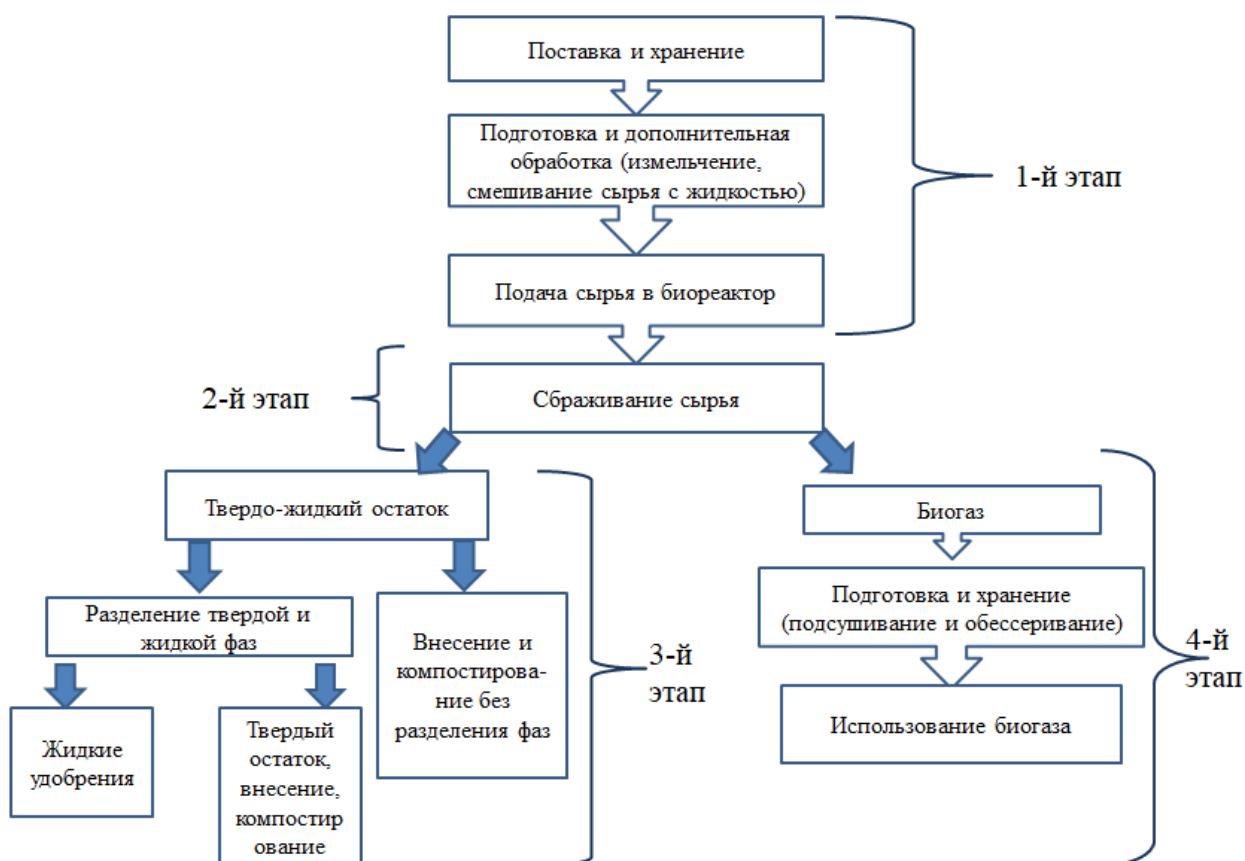 Поставка и хранение
Подготовка и дополнительная
обработка (измельчение,
смешивание сырья с жидкостью)
1-й этап
Подача сырья в биореактор
2-й этап
Сбраживание сырья
Твердо-жидкий остаток
Биогаз
Разделение твердой и
жидкой фаз
Внесение и
компостирова-
ние без
разделения фаз
3-й
этап
Подготовка и хранение
(подсушивание и обессеривание)
4-й
этап
Жидкие
удобрения
Твердый
остаток,
внесение,
компостир
ование
Использование биогаза